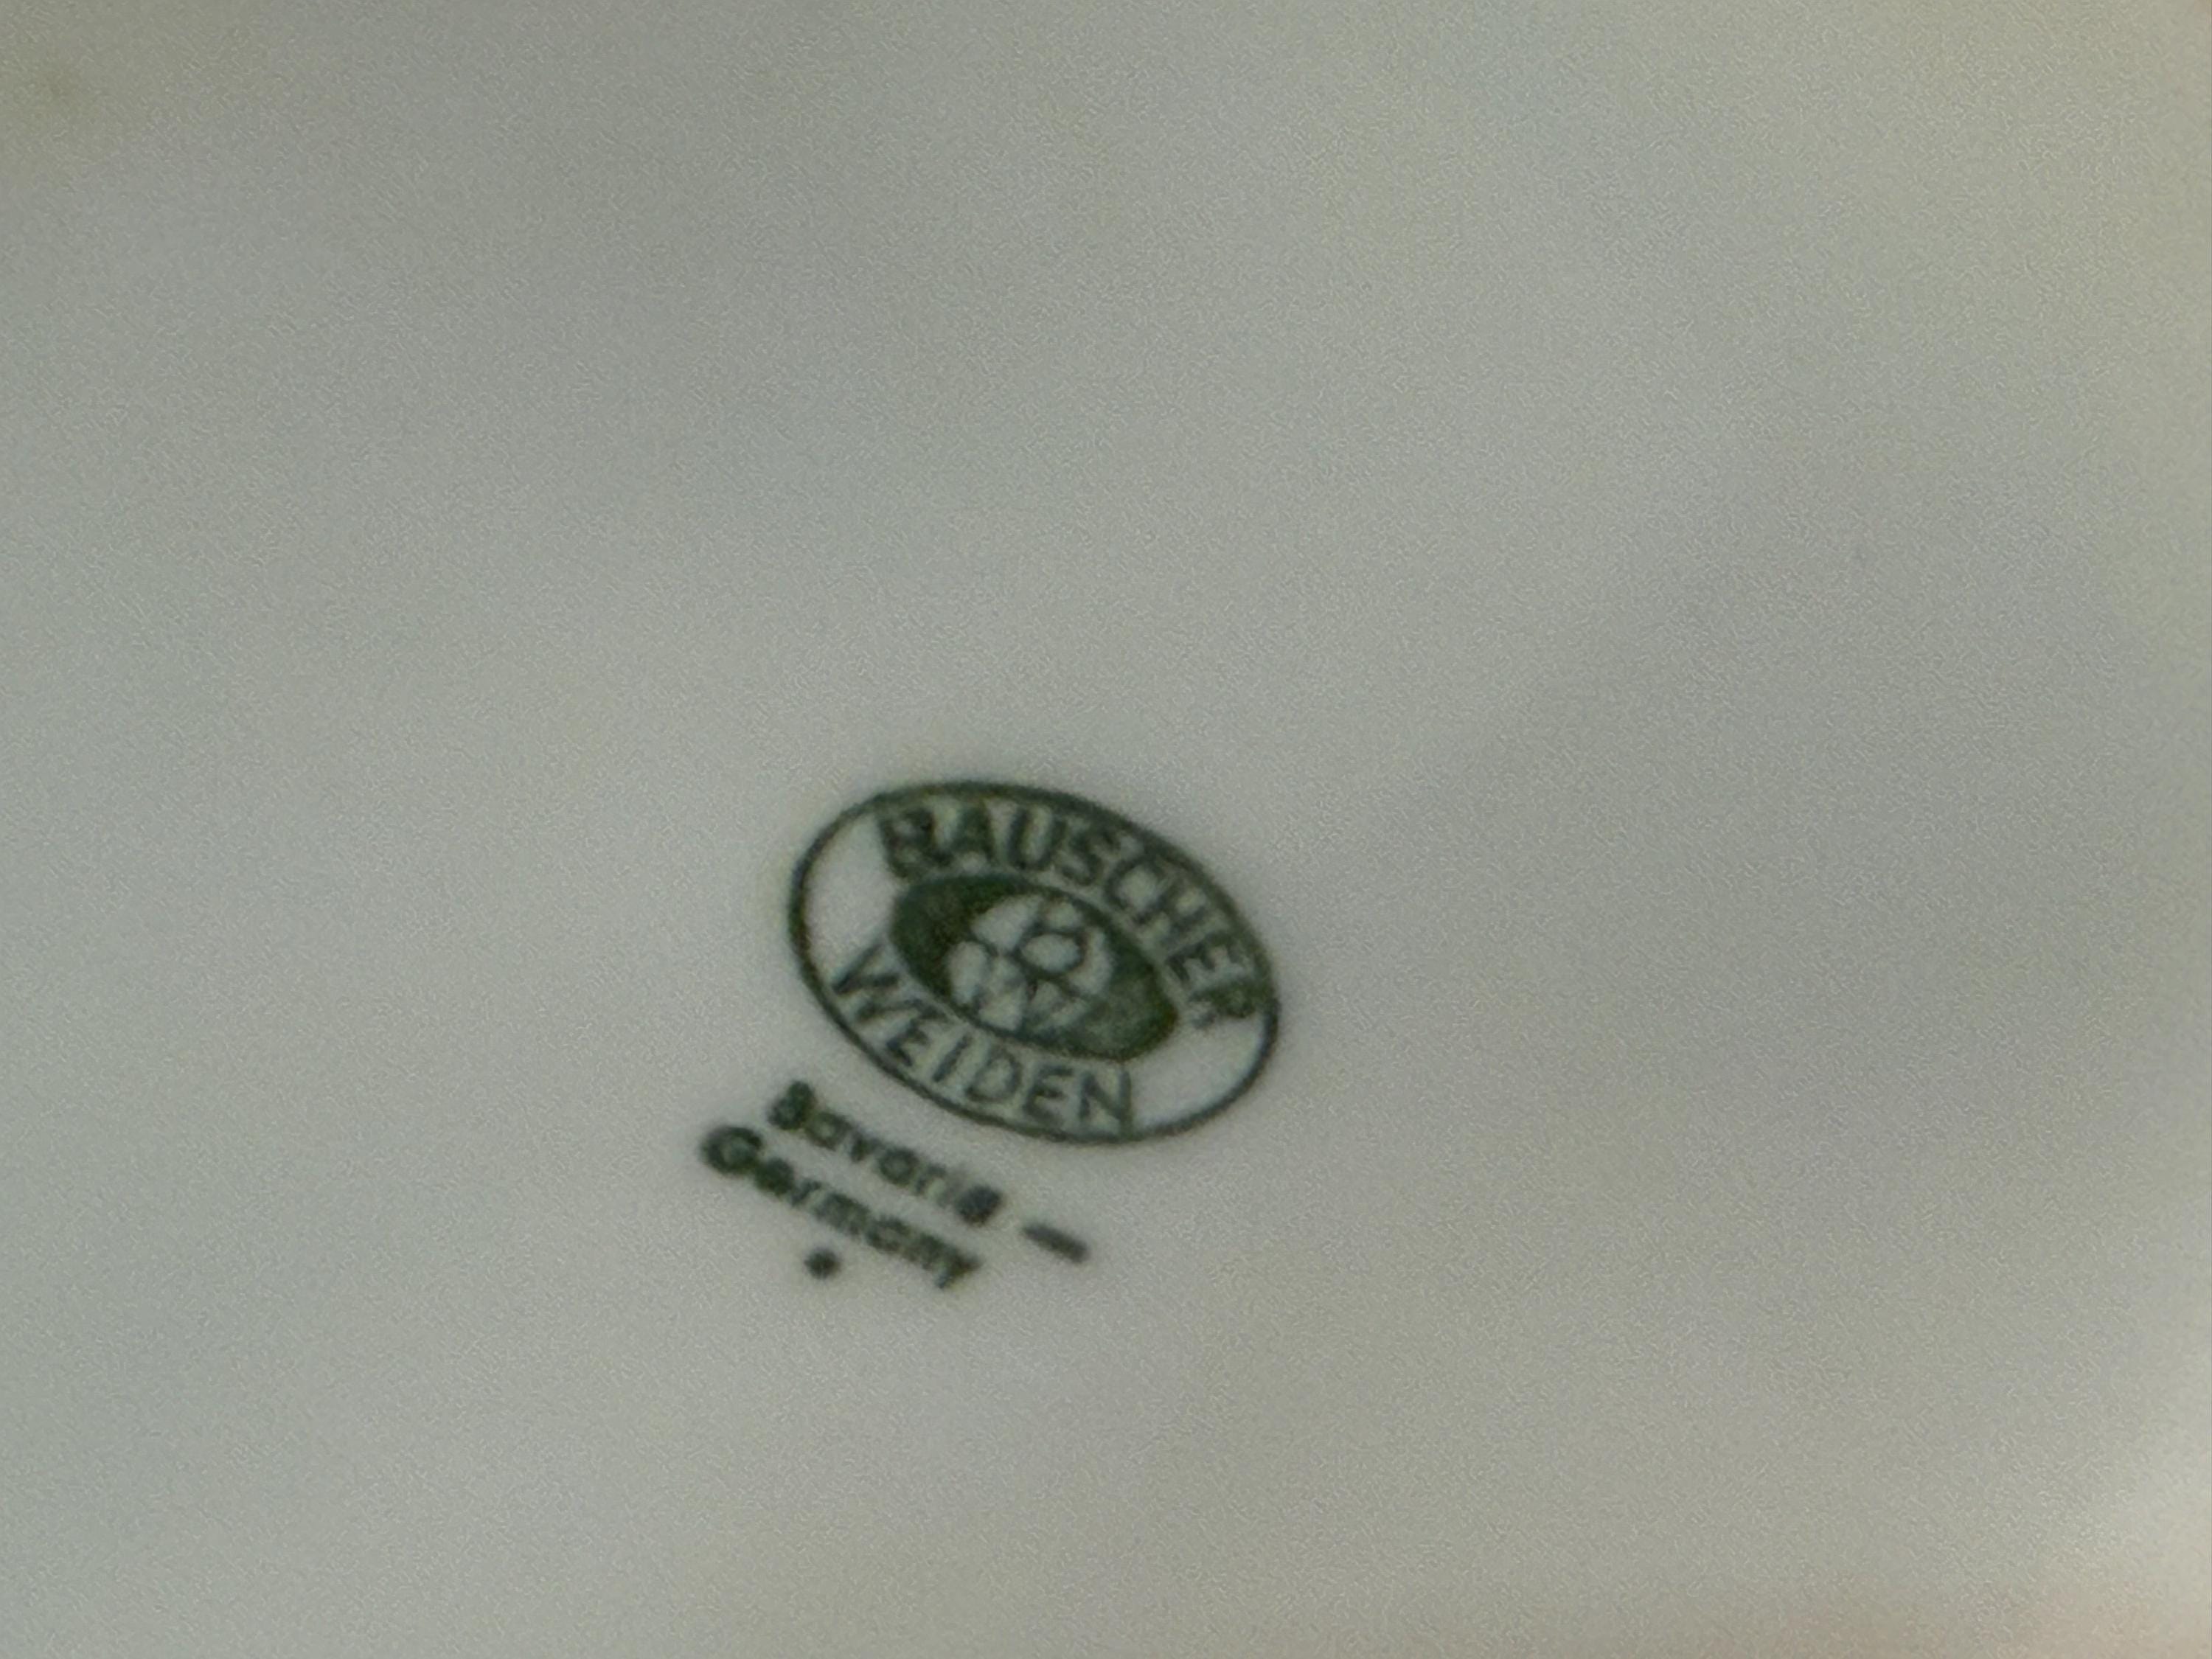 BAUSCHER
WEIDEN
Bavaria –
Germany